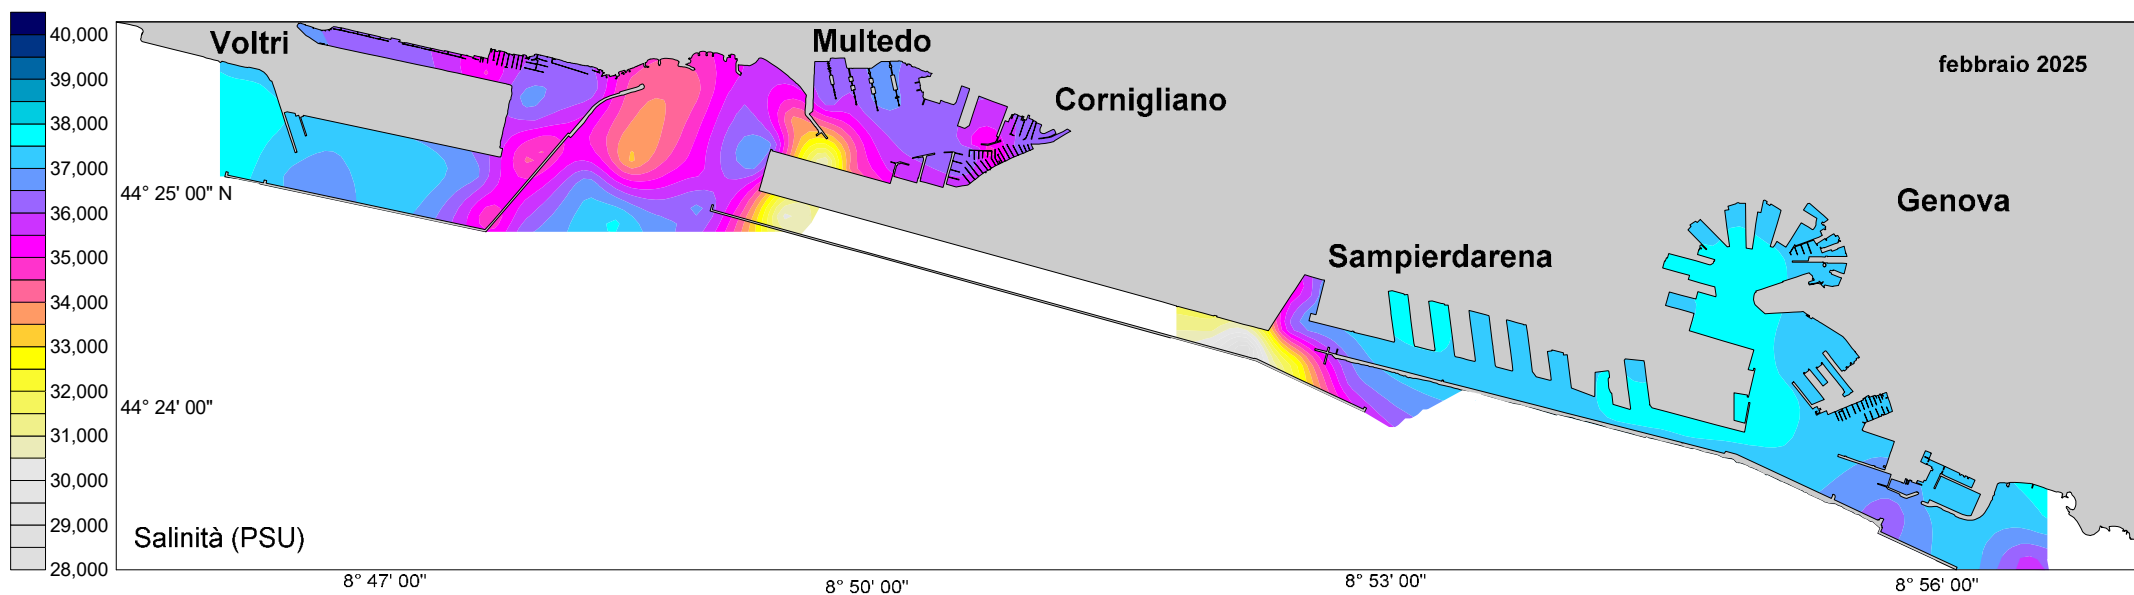 Voltri
Multedo
Cornigliano
febbraio 2025
Genova
Sampierdarena
40,000
39,000
38,000
37,000
36,000
35,000
34,000
33,000
32,000
31,000
30,000
29,000
28,000
44° 25' 00" N
44° 24' 00"
Salinità (PSU)
8° 47' 00"
8° 50' 00"
8° 53' 00"
8° 56' 00"